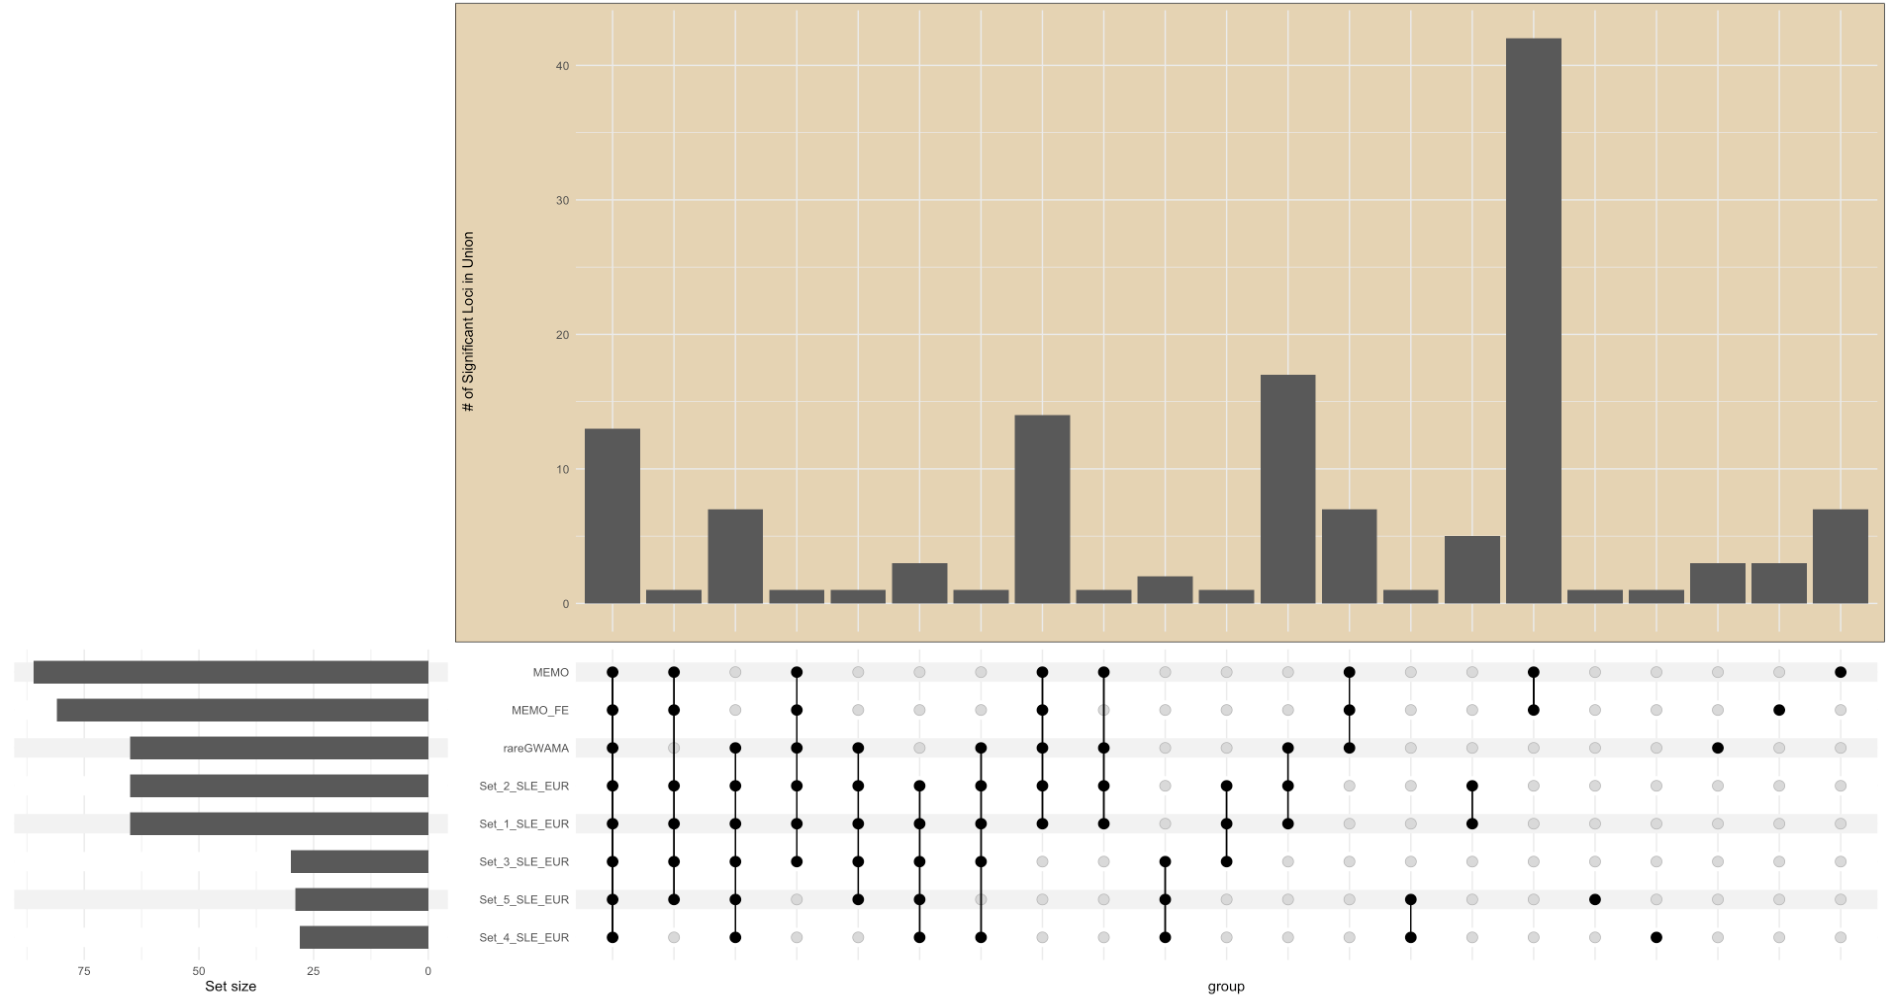 40
30
20
10
0
# of Significant Loci in Union
MEMO
MEMO_FE
rareGWAMA
Set_2_SLE_EUR
Set_1_SLE_EUR
Set_3_SLE_EUR
Set_5_SLE_EUR
Set_4_SLE_EUR
75 50 25 0
Set size
group